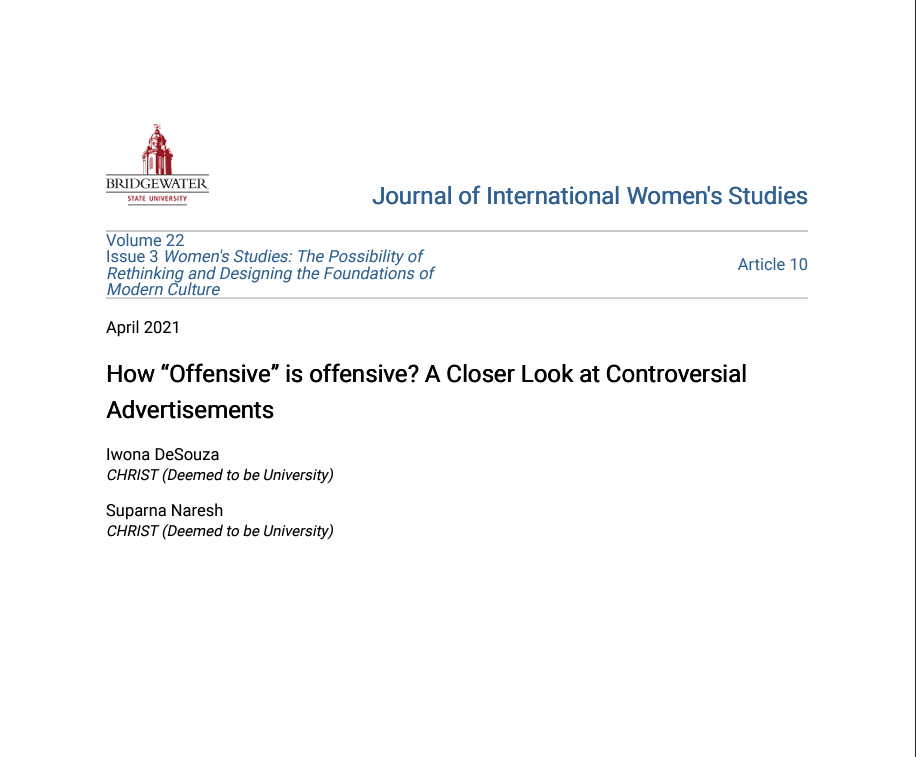 BRIDGEWATER
STATE UNIVERSITY
Journal of International Women's Studies
Volume 22
Issue 3 Women's Studies: The Possibility of
Rethinking and Designing the Foundations of
Modern Culture
Article 10
April 2021
How “Offensive” is offensive? A Closer Look at Controversial
Advertisements
Iwona DeSouza
CHRIST (Deemed to be University)
Suparna Naresh
CHRIST (Deemed to be University)